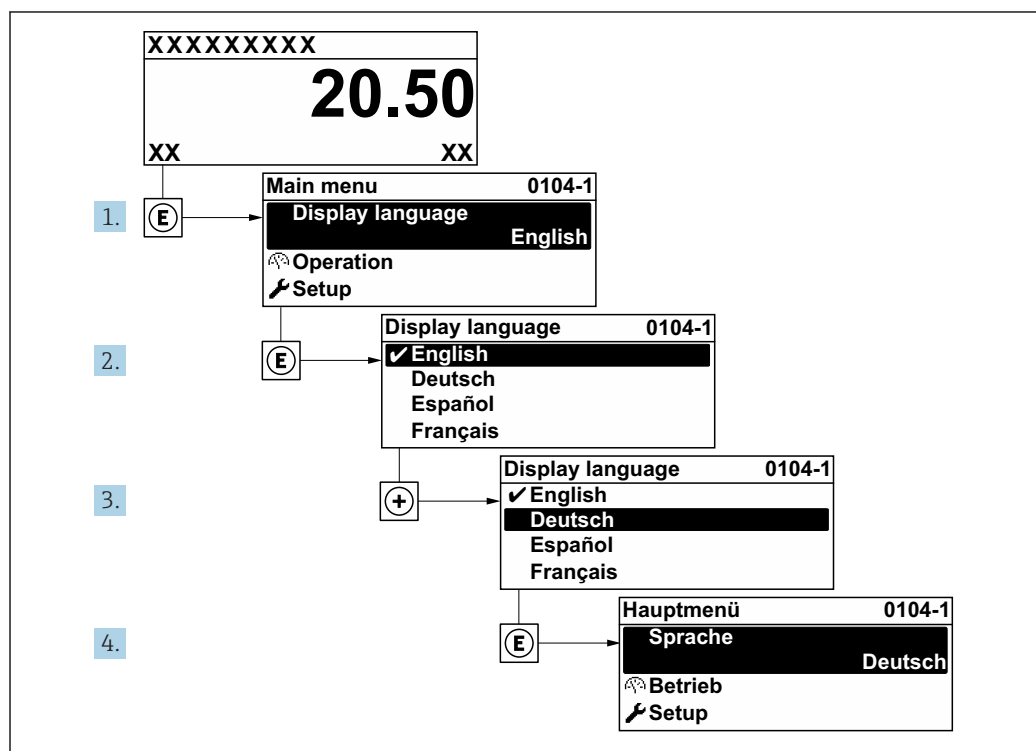 XXXXXXXXX
20.50
XX XX
1.
E
Main menu 0104-1
Display language
English
Operation
Setup
2.
E
Display language 0104-1
✔ English
Deutsch
Español
Français
3.
+
Display language 0104-1
✔ English
Deutsch
Español
Français
4.
E
Hauptmenü 0104-1
Sprache
Deutsch
Betrieb
Setup